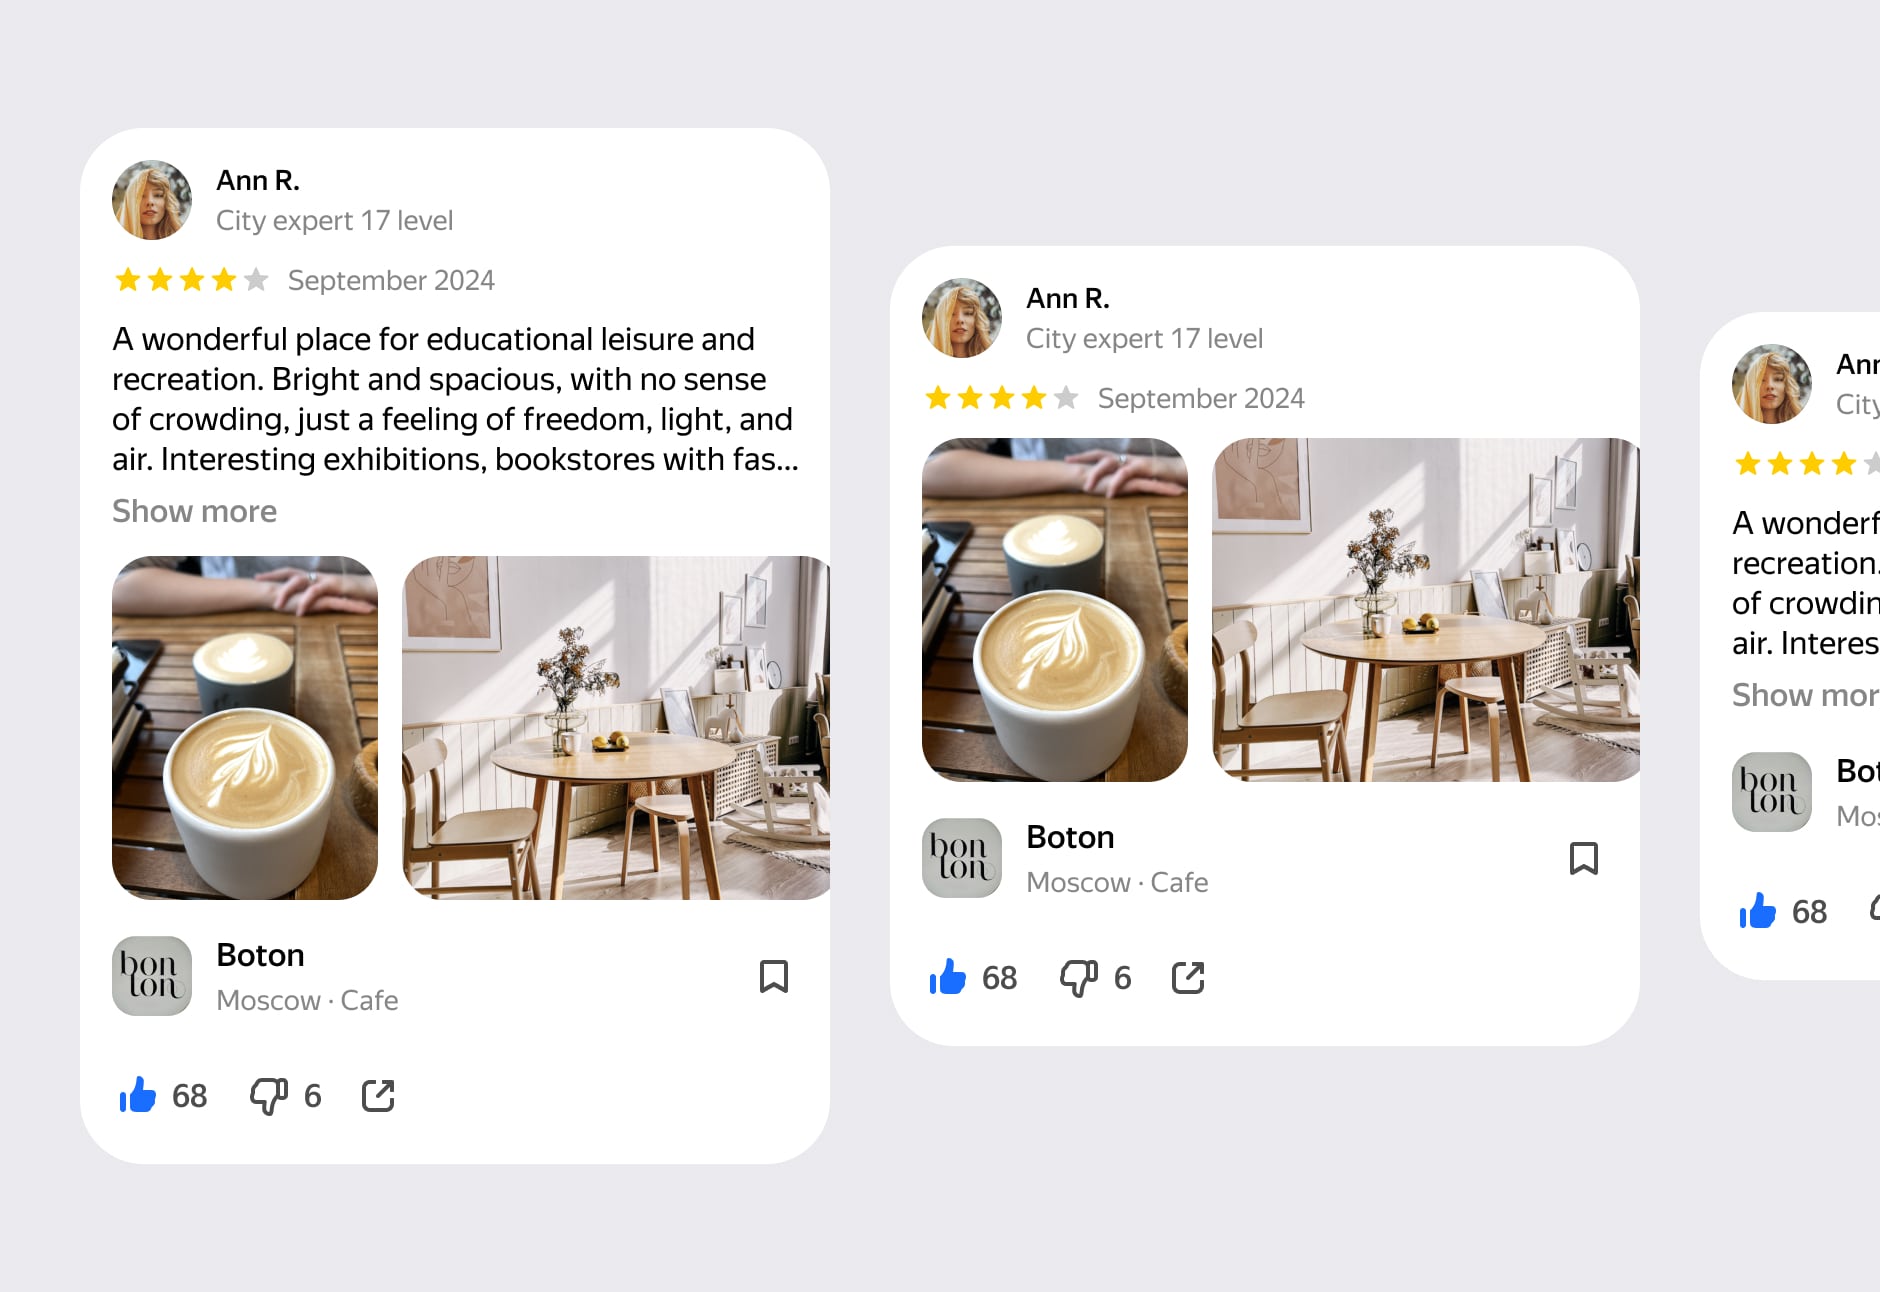 Ann R.
City expert 17 level
September 2024
A wonderful place for educational leisure and
recreation. Bright and spacious, with no sense
of crowding, just a feeling of freedom, light, and
air. Interesting exhibitions, bookstores with fas...
Show more
bon
ton
Boton
Moscow · Cafe
68
6
Ann R.
City expert 17 level
September 2024
bon
ton
Boton
Moscow · Cafe
68
6
Ann
City
A wonderf
recreation.
of crowdin
air. Interes
Show mor
bon
ton
Bot
Mos
68